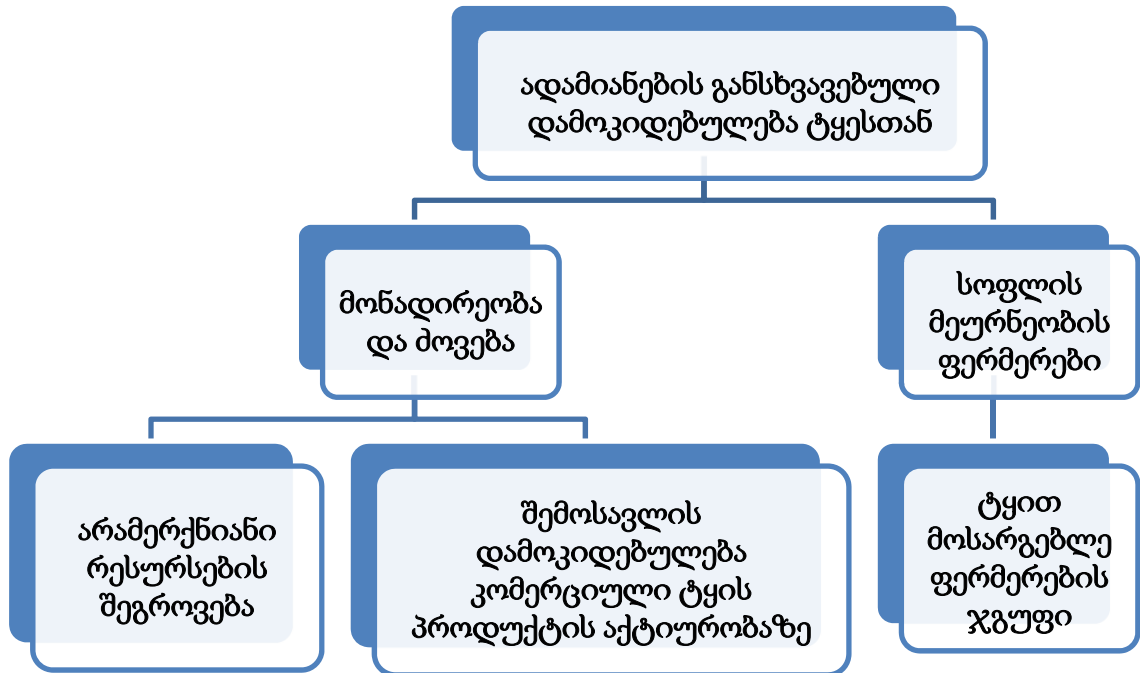 ადამიანების განსხვავებული
დამოკიდებულება ტყესთან
მონადირეობა
და ძოვება
სოფლის
მეურნეობის
ფერმერები
არამერქნიანი
რესურსების
შეგროვება
შემოსავლის
დამოკიდებულება
კომერციული ტყის
პროდუქტის აქტიურობაზე
ტყით
მოსარგებლე
ფერმერების
ჯგუფი